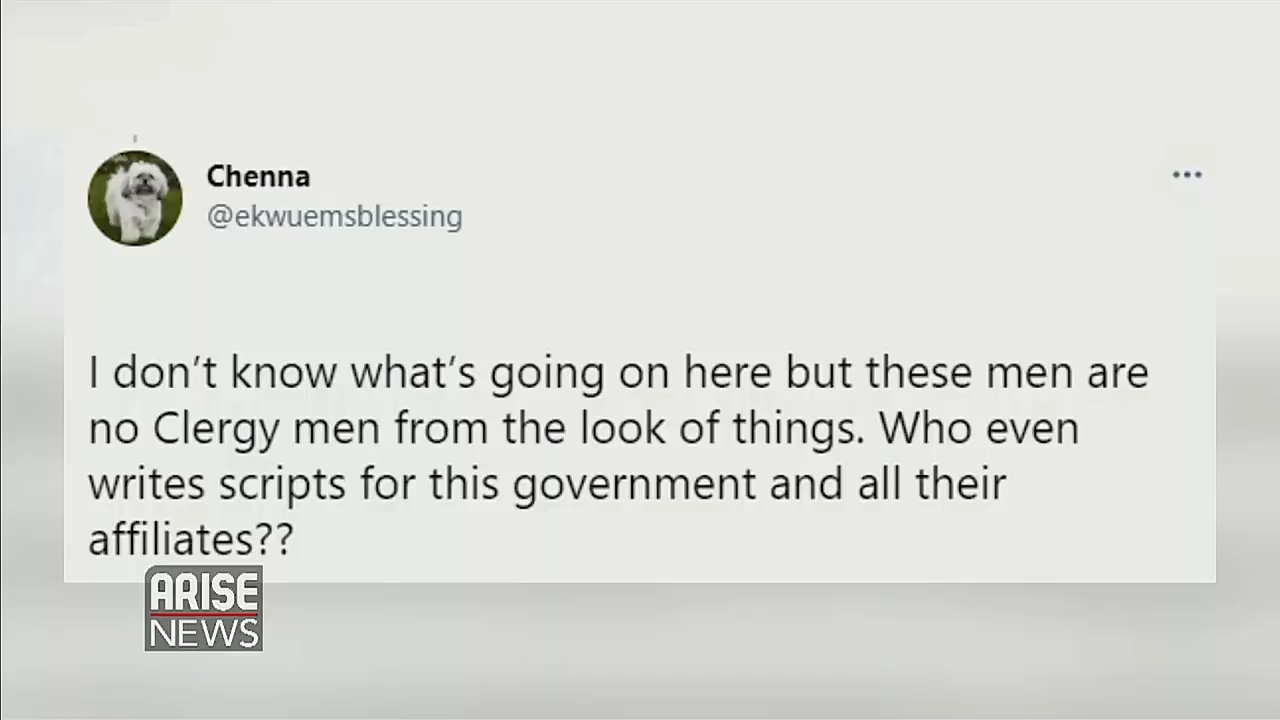 Chenna
@ekwuemsblessing
I don't know what's going on here but these men are
no Clergy men from the look of things. Who even
writes scripts for this government and all their
affiliates??
ARISE
NEWS